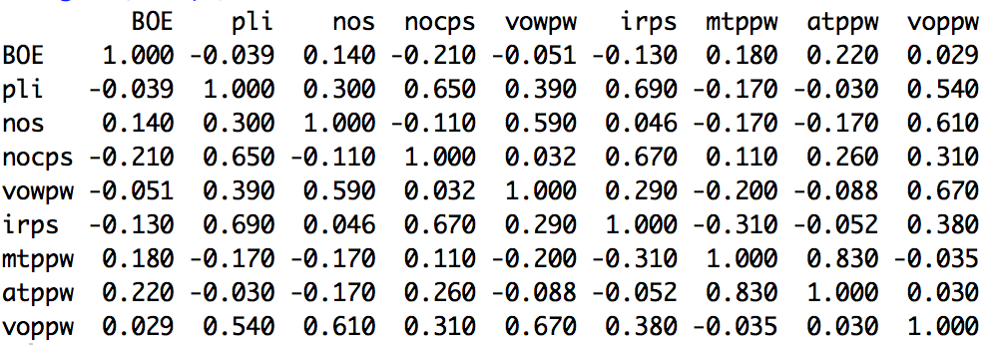 BOE pli nos nocps vowpw irps mtppw atppw voppw
BOE 1.000 -0.039 0.140 -0.210 -0.051 -0.130 0.180 0.220 0.029
pli -0.039 1.000 0.300 0.650 0.390 0.690 -0.170 -0.030 0.540
nos 0.140 0.300 1.000 -0.110 0.590 0.046 -0.170 -0.170 0.610
nocps -0.210 0.650 -0.110 1.000 0.032 0.670 0.110 0.260 0.310
vowpw -0.051 0.390 0.590 0.032 1.000 0.290 -0.200 -0.088 0.670
irps -0.130 0.690 0.046 0.670 0.290 1.000 -0.310 -0.052 0.380
mtppw 0.180 -0.170 -0.170 0.110 -0.200 -0.310 1.000 0.830 -0.035
atppw 0.220 -0.030 -0.170 0.260 -0.088 -0.052 0.830 1.000 0.030
voppw 0.029 0.540 0.610 0.310 0.670 0.380 -0.035 0.030 1.000